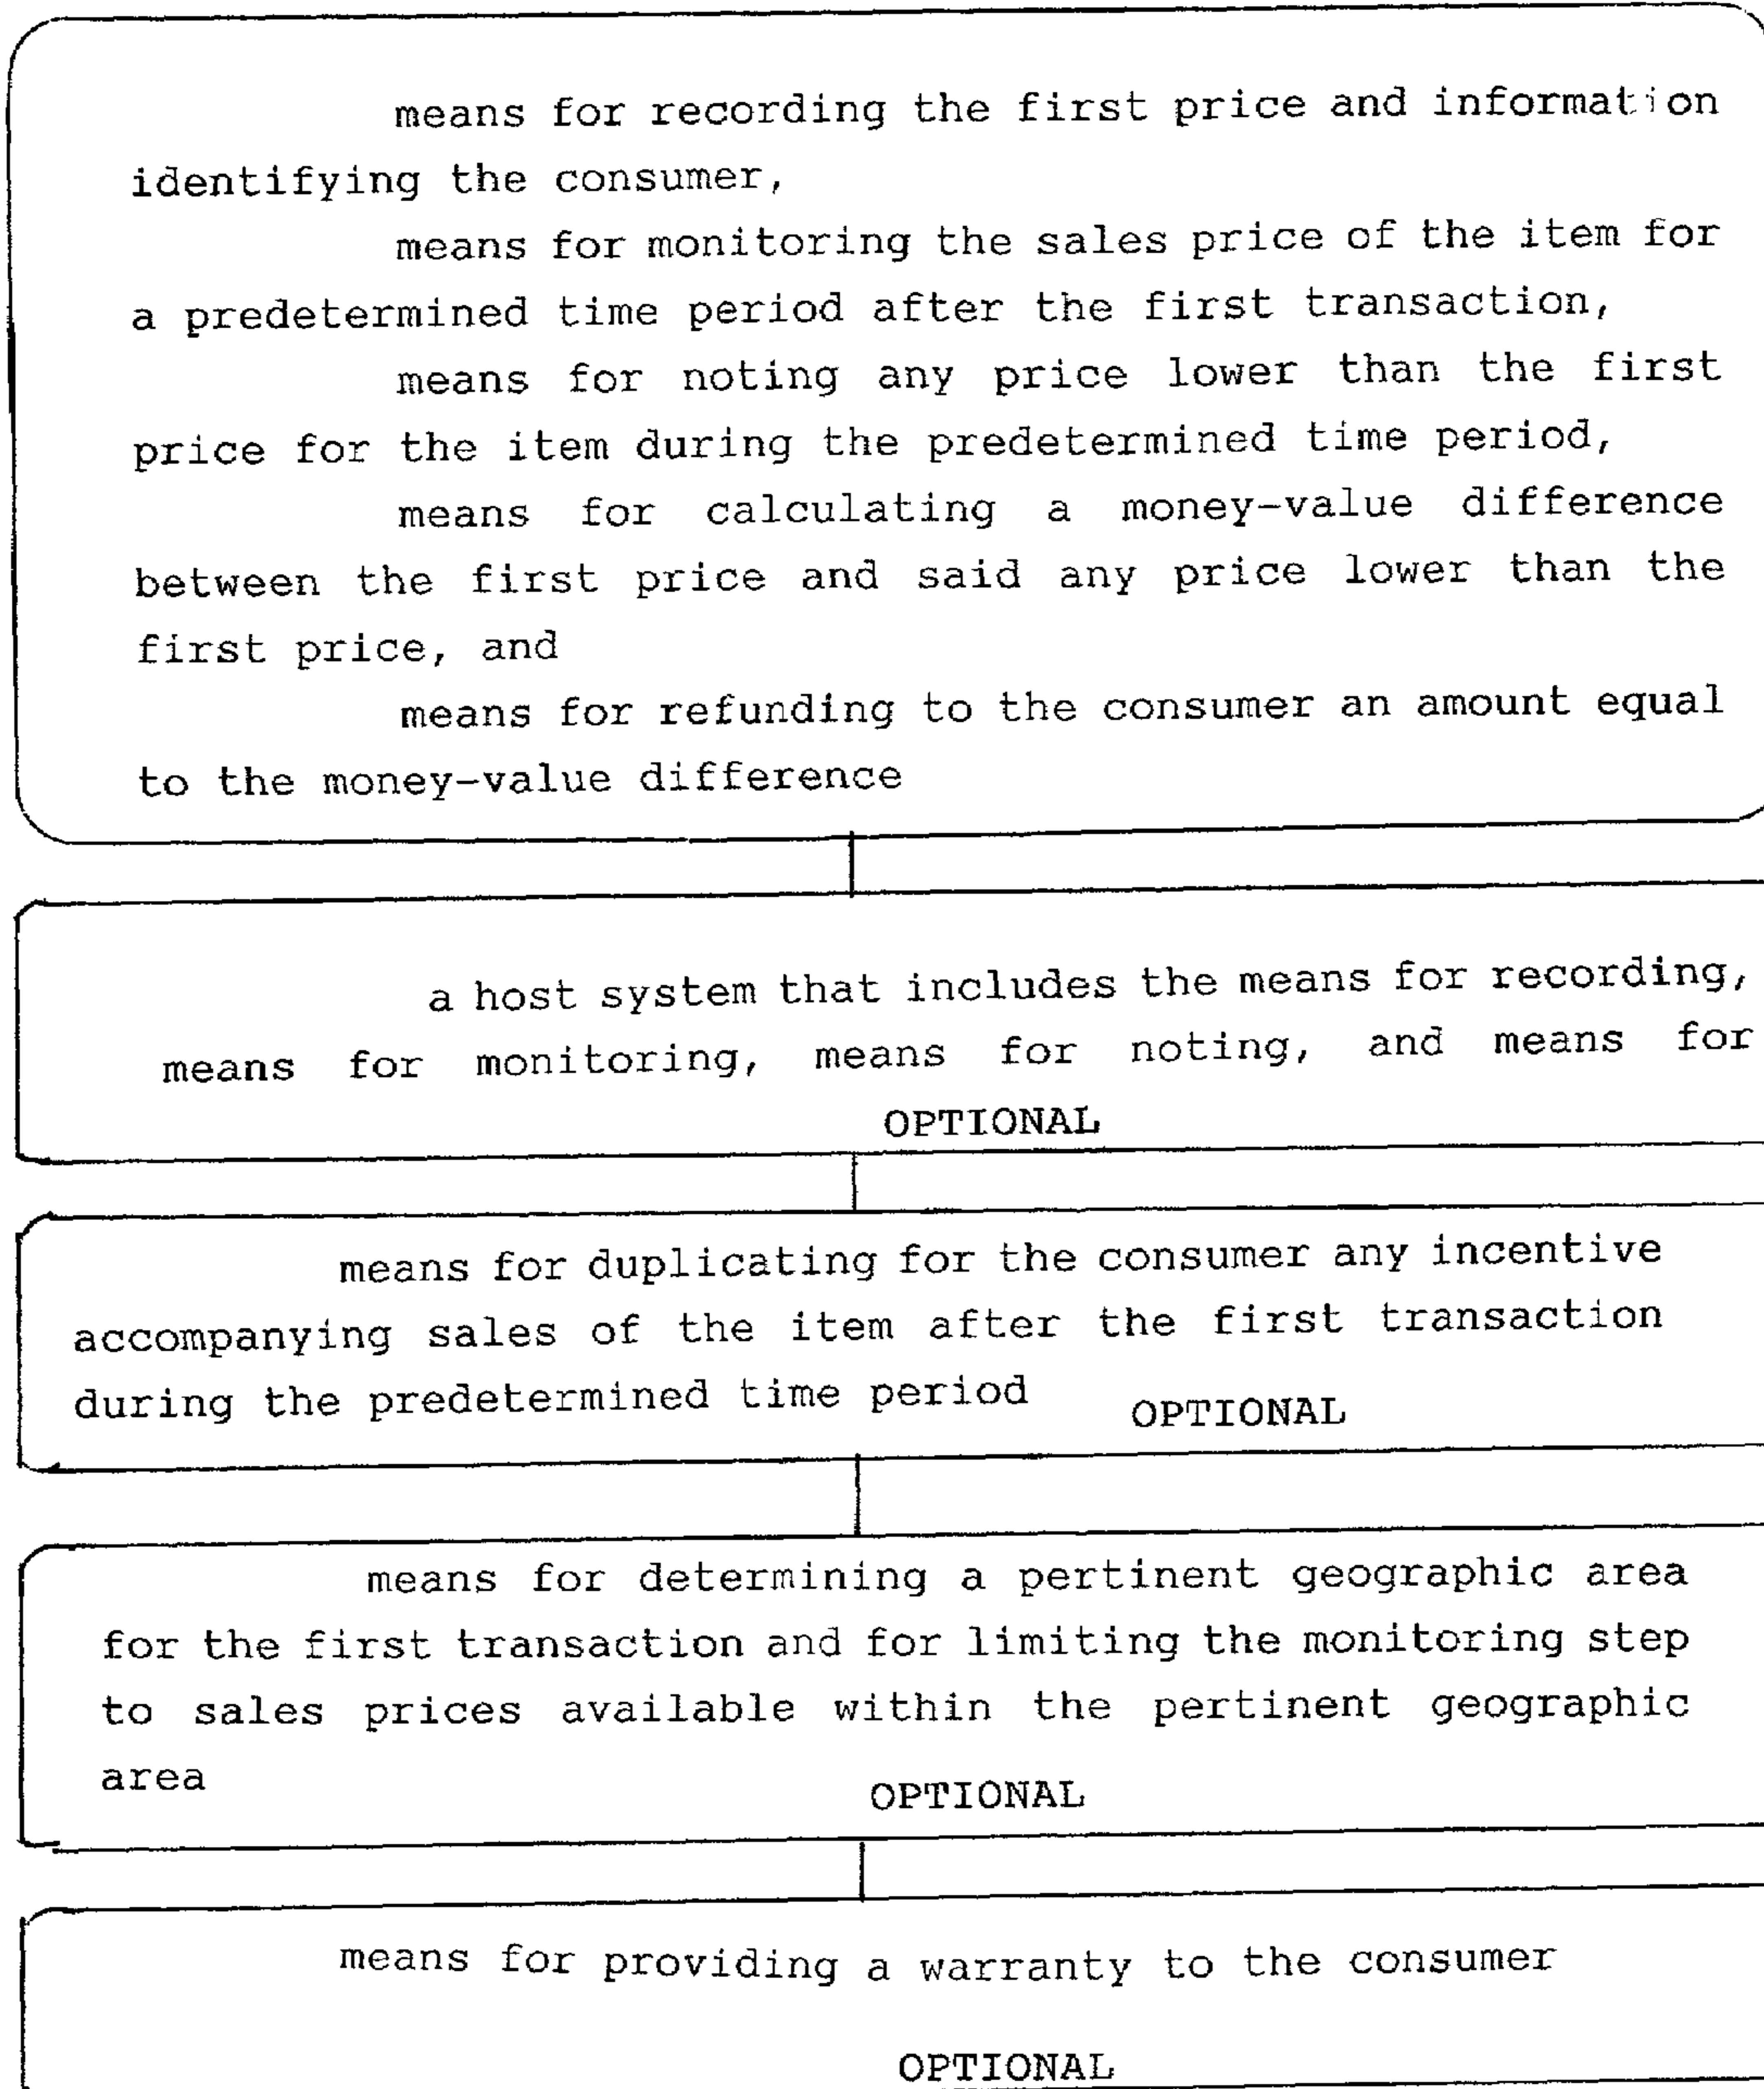 means for recording the first price and information
identifying the consumer,
means for monitoring the sales price of the item for
a predetermined time period after the first transaction,
means for noting any price lower than the first
price for the item during the predetermined time period,
means for calculating a money-value difference
between the first price and said any price lower than the
first price, and
means for refunding to the consumer an amount equal
to the money-value difference
a host system that includes the means for recording,
means for monitoring, means for noting, and means for
OPTIONAL
means for duplicating for the consumer any incentive
accompanying sales of the item after the first transaction
during the predetermined time period OPTIONAL
means for determining a pertinent geographic area
for the first transaction and for limiting the monitoring step
to sales prices available within the pertinent geographic
area
OPTIONAL
means for providing a warranty to the consumer
OPTIONAL